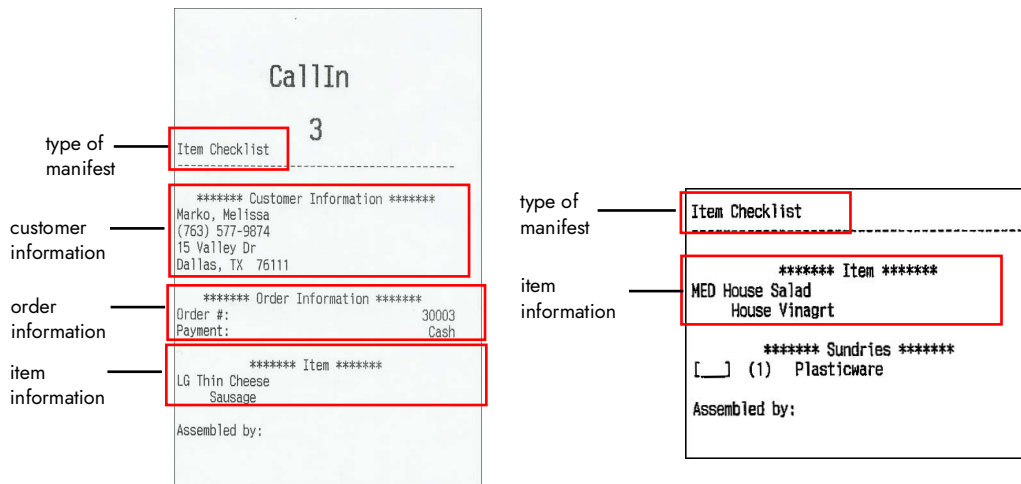 CallIn
3
type of
manifest
Item Checklist
------------------------------------------------
customer
information
******* Customer Information *******
Marko, Melissa
(763) 577-9874
15 Valley Dr
Dallas, TX  76111
order
information
******* Order Information *******
Order #: 30003
Payment: Cash
item
information
******* Item *******
LG Thin Cheese
Sausage
Assembled by:
type of
manifest
Item Checklist
------------------------------------------------
item
information
******* Item *******
MED House Salad
House Vinagrt
******* Sundries *******
[___] (1) Plasticware
Assembled by: